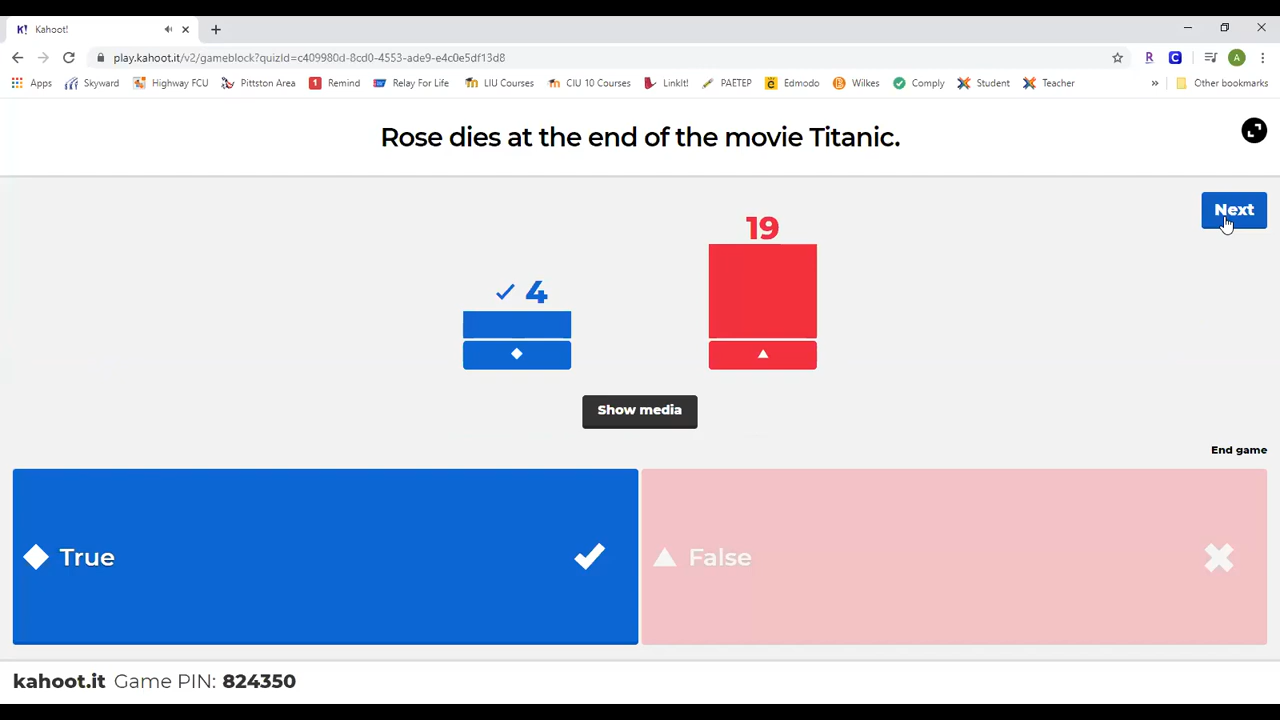 K! Kahoot!
play.kahoot.it/v2/gameblock?quizId=c409980d-8cd0-4553-ade9-e4c0e5df13d8
R C A
Apps Skyward Highway FCU Pittston Area 1 Remind Relay For Life LIU Courses CIU 10 Courses LinkIt! PAETEP Edmodo Wilkes Comply Student Teacher » Other bookmarks
Rose dies at the end of the movie Titanic.
Next
19
4
Show media
End game
True
False
kahoot.it Game PIN: 824350